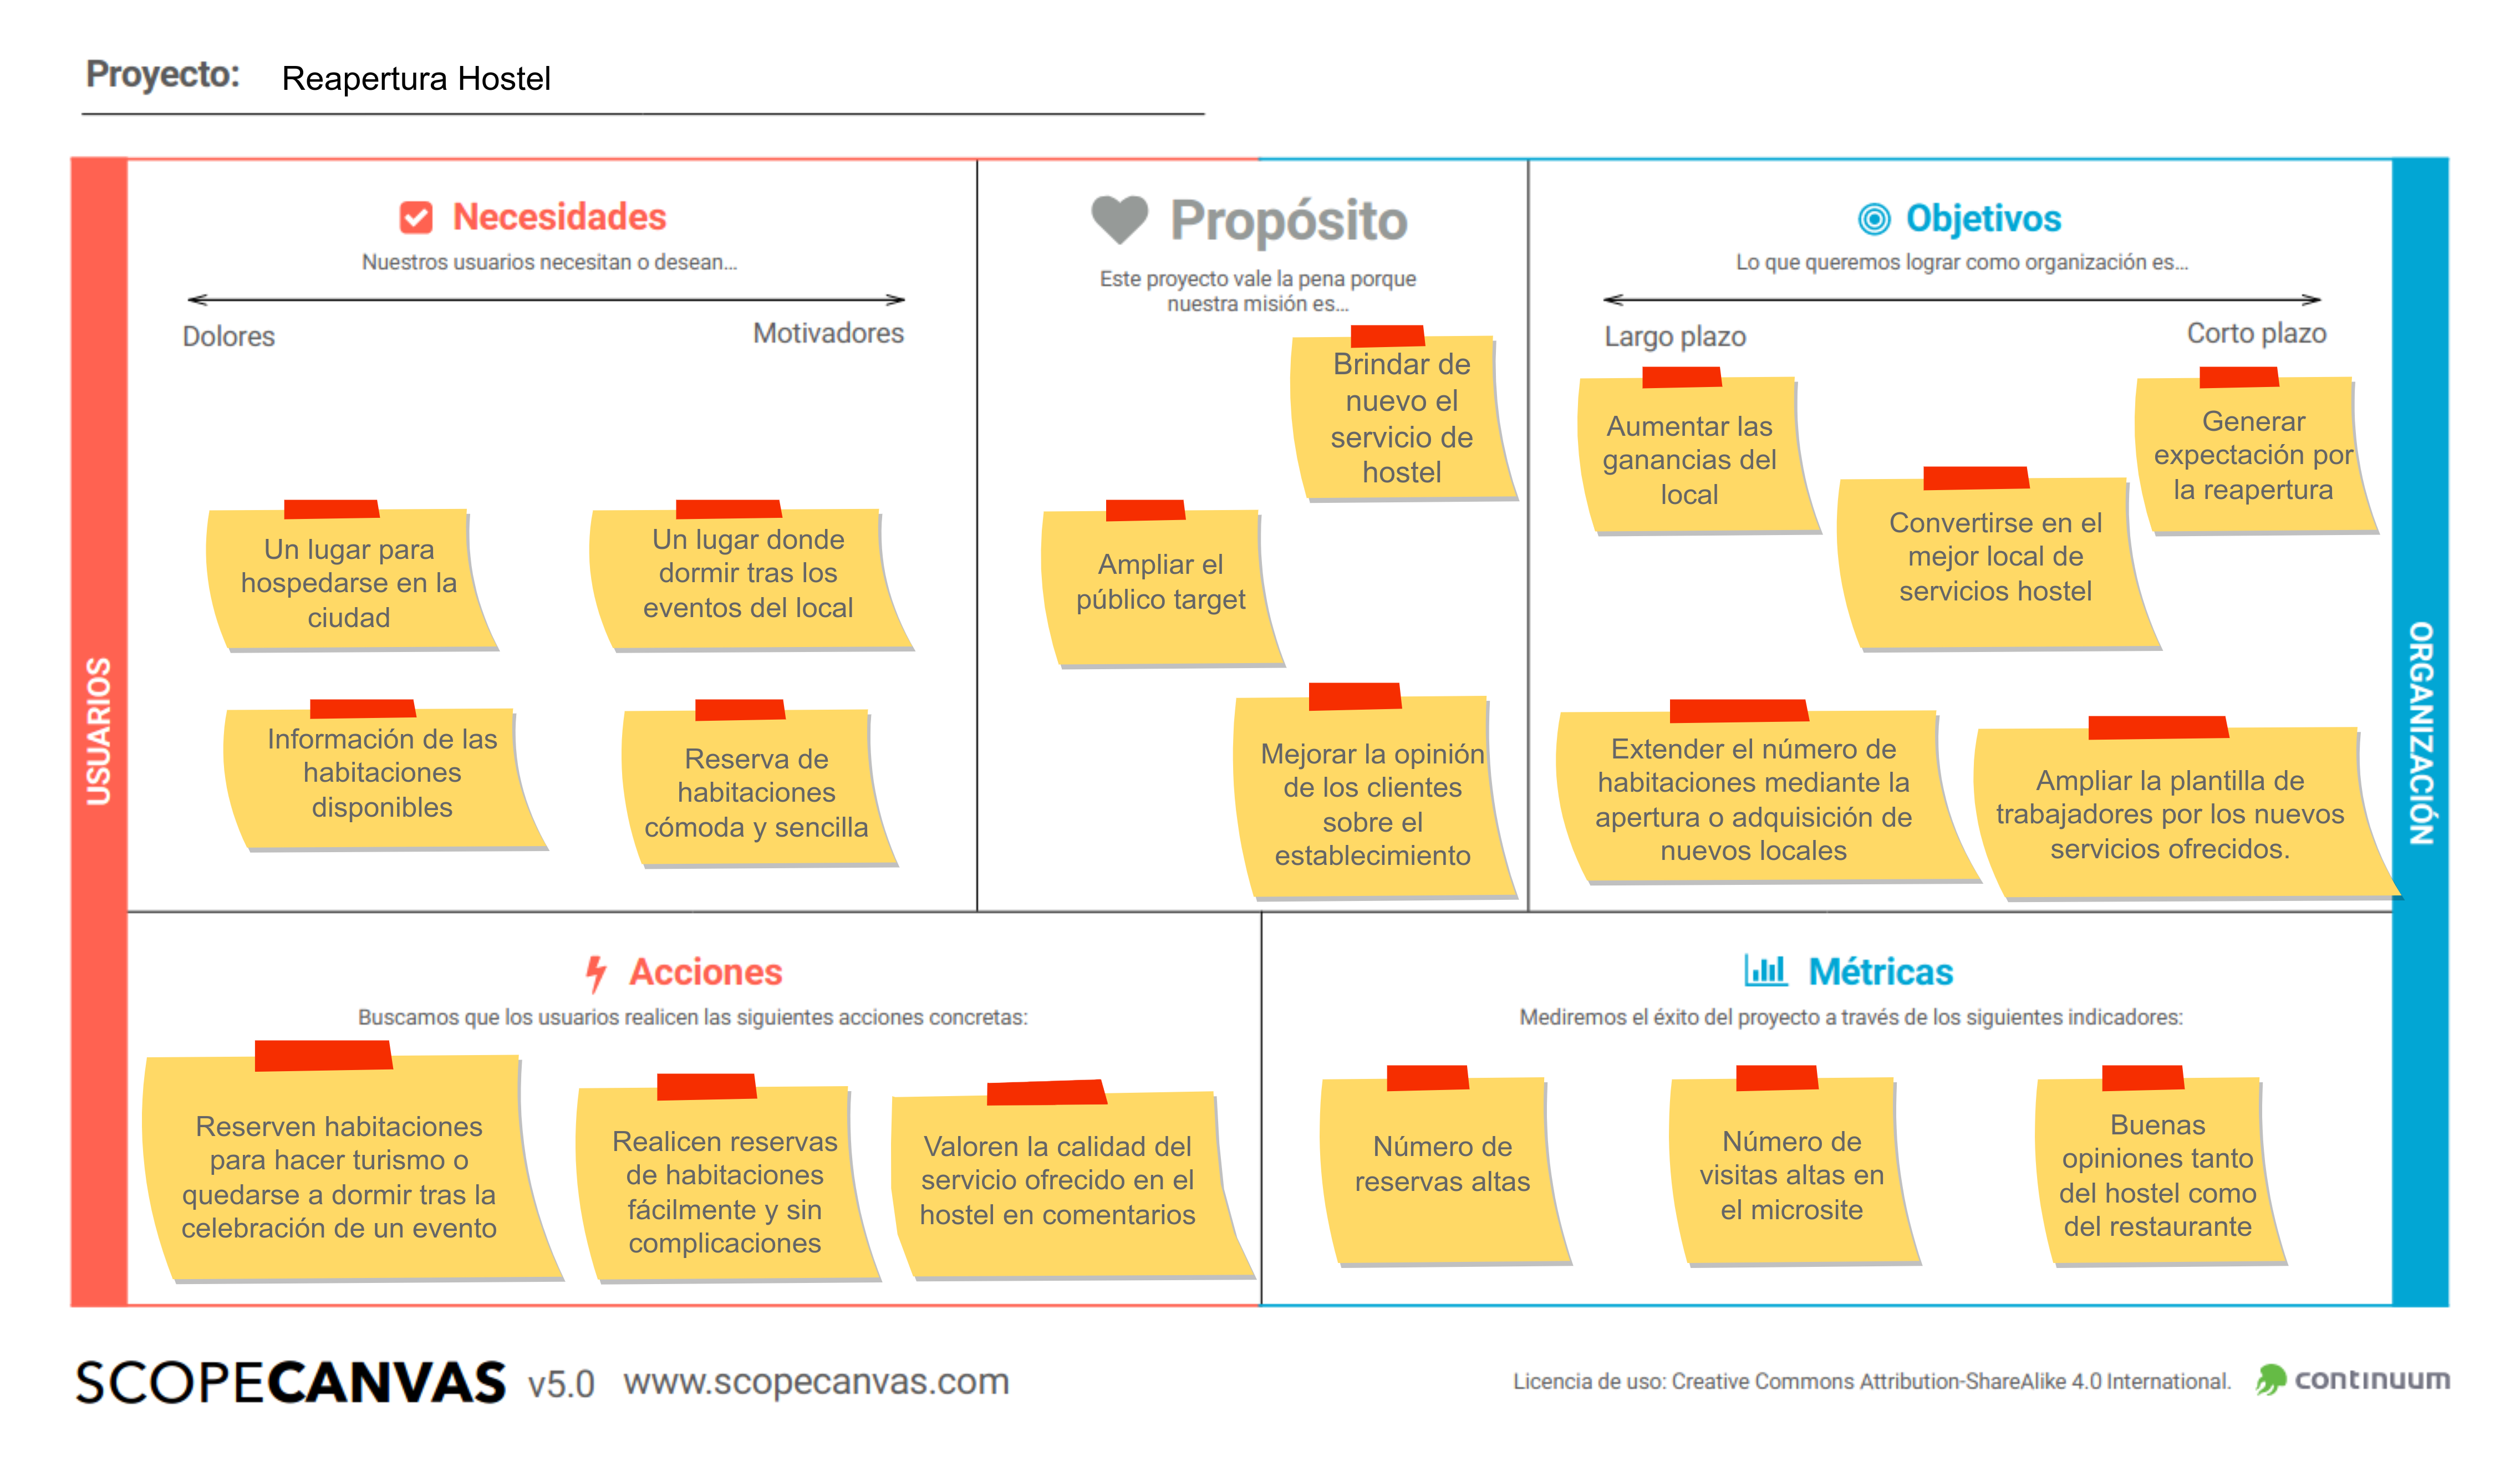 Proyecto: Reapertura Hostel
USUARIOS
Necesidades
Nuestros usuarios necesitan o desean...
Dolores
Motivadores
Un lugar para
hospedarse en la
ciudad
Un lugar donde
dormir tras los
eventos del local
Información de las
habitaciones
disponibles
Reserva de
habitaciones
cómoda y sencilla
Propósito
Este proyecto vale la pena porque
nuestra misión es...
Brindar de
nuevo el
servicio de
hostel
Ampliar el
público target
Mejorar la opinión
de los clientes
sobre el
establecimiento
Objetivos
Lo que queremos lograr como organización es...
Largo plazo
Corto plazo
Aumentar las
ganancias del
local
Convertirse en el
mejor local de
servicios hostel
Generar
expectación por
la reapertura
Extender el número de
habitaciones mediante la
apertura o adquisición de
nuevos locales
Ampliar la plantilla de
trabajadores por los nuevos
servicios ofrecidos.
ORGANIZACIÓN
Acciones
Buscamos que los usuarios realicen las siguientes acciones concretas:
Reserven habitaciones
para hacer turismo o
quedarse a dormir tras la
celebración de un evento
Realicen reservas
de habitaciones
fácilmente y sin
complicaciones
Valoren la calidad del
servicio ofrecido en el
hostel en comentarios
Métricas
Mediremos el éxito del proyecto a través de los siguientes indicadores:
Número de
reservas altas
Número de
visitas altas en
el microsite
Buenas
opiniones tanto
del hostel como
del restaurante
SCOPECANVAS v5.0 www.scopecanvas.com
Licencia de uso: Creative Commons Attribution-ShareAlike 4.0 International. continuum